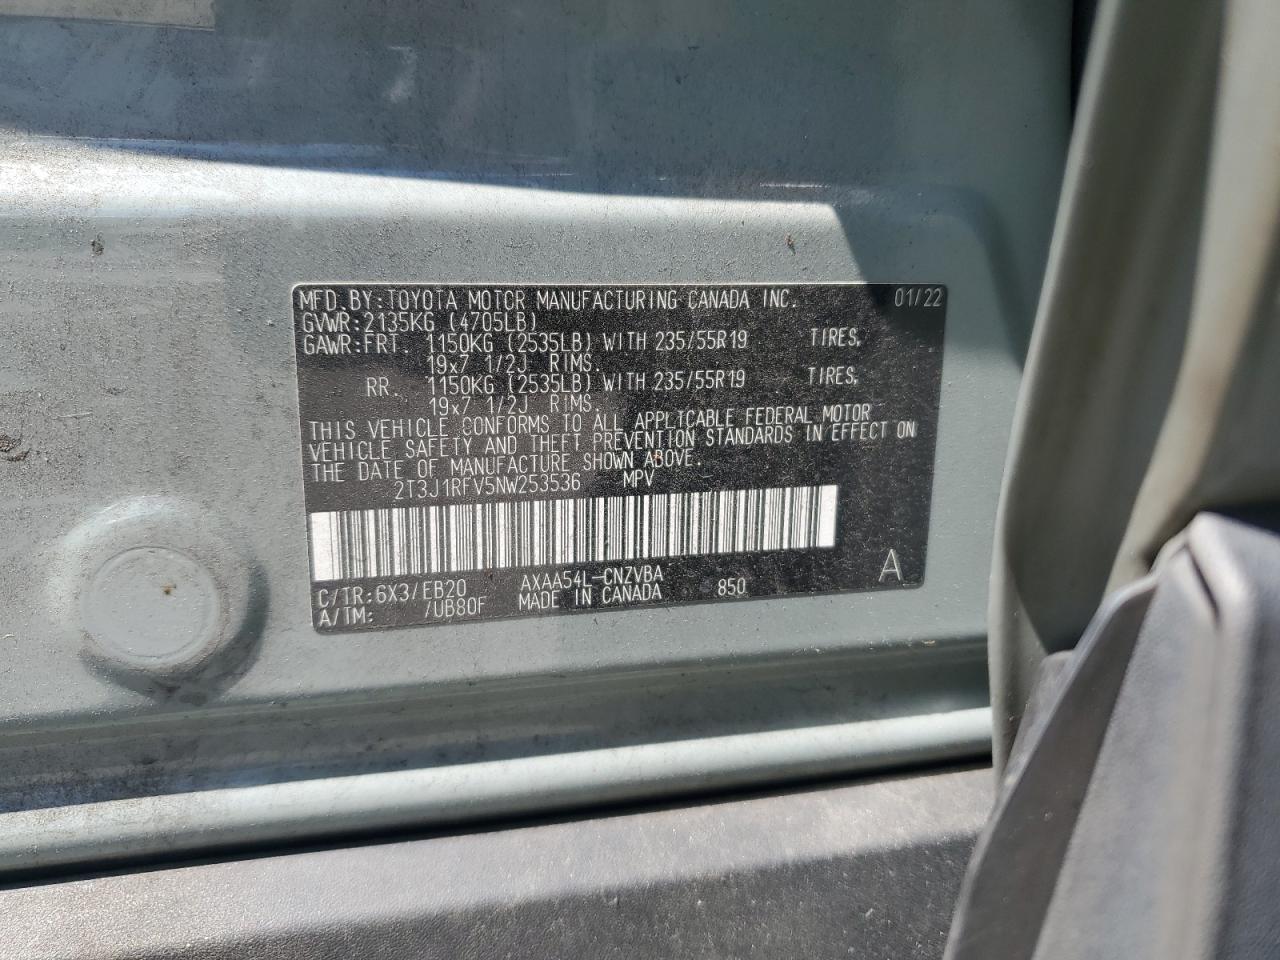 MFD.BY:TOYOTA MOTOR MANUFACTURING CANADA INC. 01/22
GVWR:2135KG (4705LB)
GAWR:FRT. 1150KG (2535LB) WITH 235/55R19 TIRES,
19x7 1/2J RIMS.
RR. 1150KG (2535LB) WITH 235/55R19 TIRES,
19x7 1/2J RIMS.
THIS VEHICLE CONFORMS TO ALL APPLICABLE FEDERAL MOTOR
VEHICLE SAFETY AND THEFT PREVENTION STANDARDS IN EFFECT ON
THE DATE OF MANUFACTURE SHOWN ABOVE.
2T3J1RFV5NW253536 MPV
C/TR:6X3/EB20 AXAA54L-CNZVBA 850 A
A/TM: /UB80F MADE IN CANADA